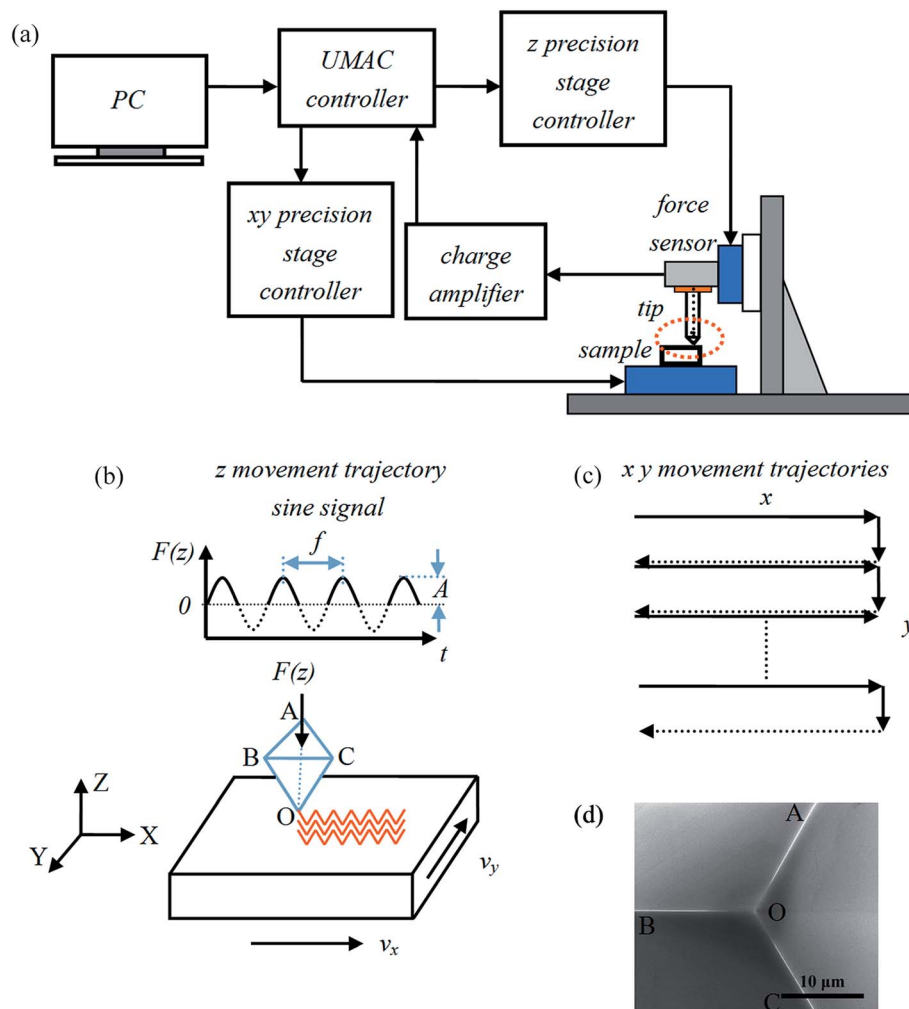 (a)
PC
UMAC
controller
z precision
stage
controller
xy precision
stage
controller
charge
amplifier
force
sensor
tip
sample
(b)
z movement trajectory
sine signal
F(z)
f
A
0
t
F(z)
A
B
C
O
Z
X
Y
v_y
v_x
(c)
x y movement trajectories
x
y
(d)
A
O
B
C
10 μm